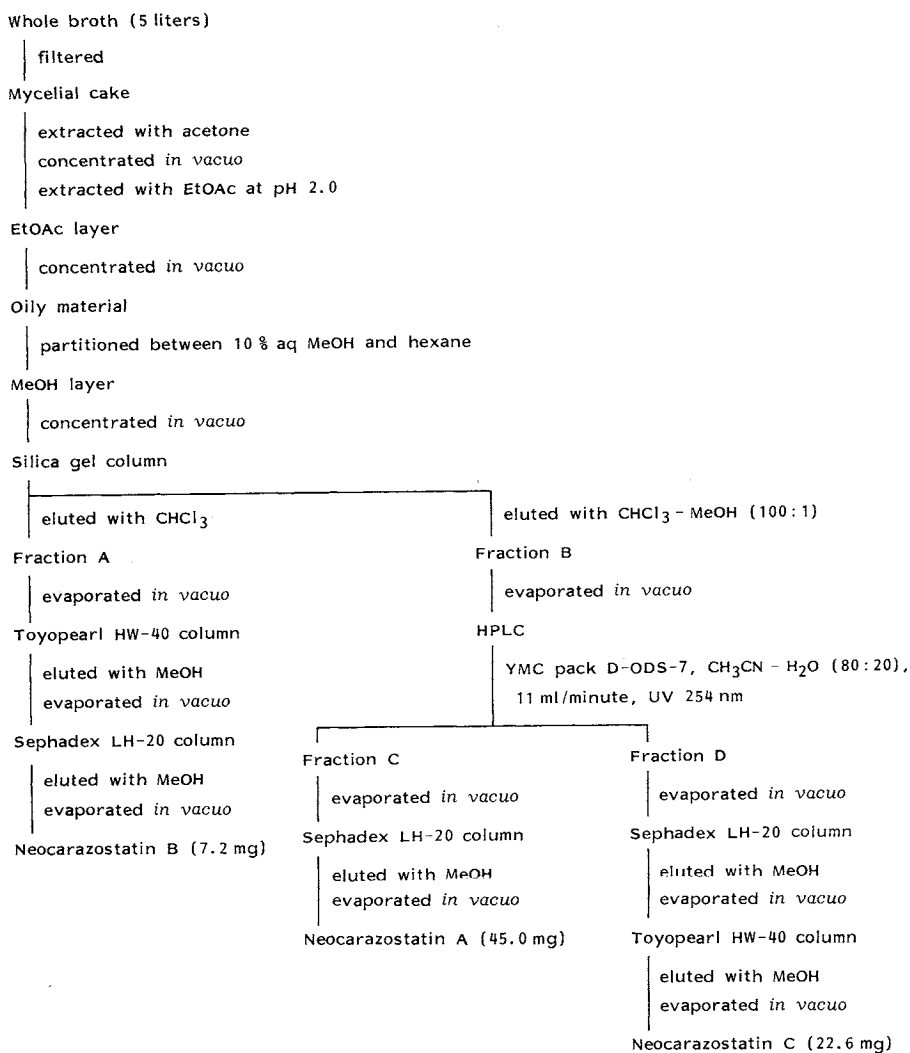 Whole broth (5 liters)
filtered
Mycelial cake
extracted with acetone
concentrated in vacuo
extracted with EtOAc at pH 2.0
EtOAc layer
concentrated in vacuo
Oily material
partitioned between 10% aq MeOH and hexane
MeOH layer
concentrated in vacuo
Silica gel column
eluted with CHCl3
Fraction A
evaporated in vacuo
Toyopearl HW-40 column
eluted with MeOH
evaporated in vacuo
Sephadex LH-20 column
eluted with MeOH
evaporated in vacuo
Neocarazostatin B (7.2 mg)
eluted with CHCl3 - MeOH (100:1)
Fraction B
evaporated in vacuo
HPLC
YMC pack D-ODS-7, CH3CN - H2O (80:20),
11 ml/minute, UV 254 nm
Fraction C
evaporated in vacuo
Sephadex LH-20 column
eluted with MeOH
evaporated in vacuo
Neocarazostatin A (45.0 mg)
Fraction D
evaporated in vacuo
Sephadex LH-20 column
eluted with MeOH
evaporated in vacuo
Toyopearl HW-40 column
eluted with MeOH
evaporated in vacuo
Neocarazostatin C (22.6 mg)